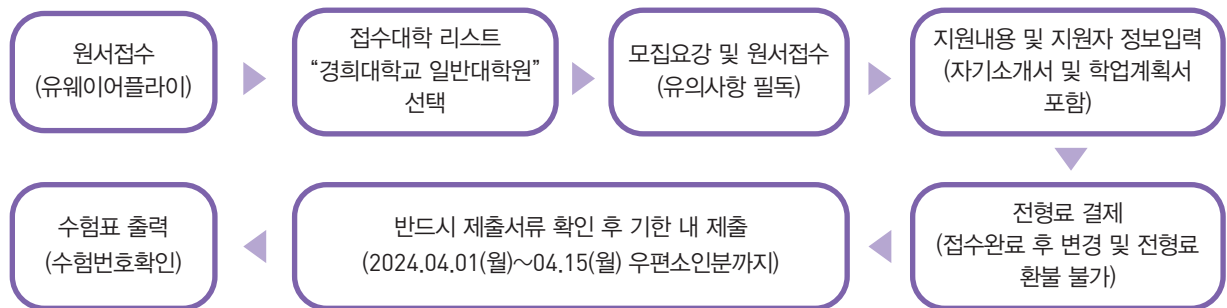 원서접수
(유웨이어플라이)
접수대학 리스트
“경희대학교 일반대학원”
선택
모집요강 및 원서접수
(유의사항 필독)
지원내용 및 지원자 정보입력
(자기소개서 및 학업계획서
포함)
전형료 결제
(접수완료 후 변경 및 전형료
환불 불가)
반드시 제출서류 확인 후 기한 내 제출
(2024.04.01(월)~04.15(월) 우편소인분까지)
수험표 출력
(수험번호확인)